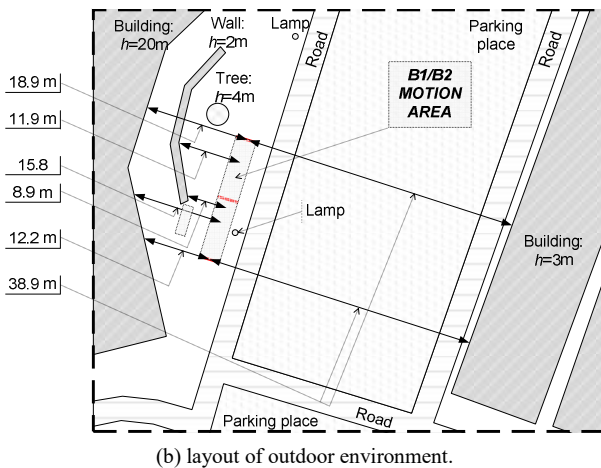 Building:
h=20m
Wall:
h=2m
Lamp
Road
Parking
place
Tree:
h=4m
B1/B2
MOTION
AREA
18.9 m
11.9 m
15.8
8.9 m
12.2 m
38.9 m
Lamp
Building:
h=3m
Road
Parking place
Road
(b) layout of outdoor environment.